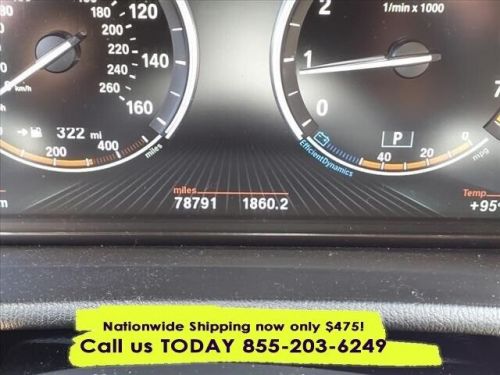 120
180
200
220
240
260
140
160
160
km/h
322 mi
200
400
miles
2
1
0
1/min x 1000
7
P
EfficientDynamics
40
20
0
mpg
miles
78791 1860.2
Temp
Nationwide Shipping now only $475!
Call us TODAY 855-203-6249